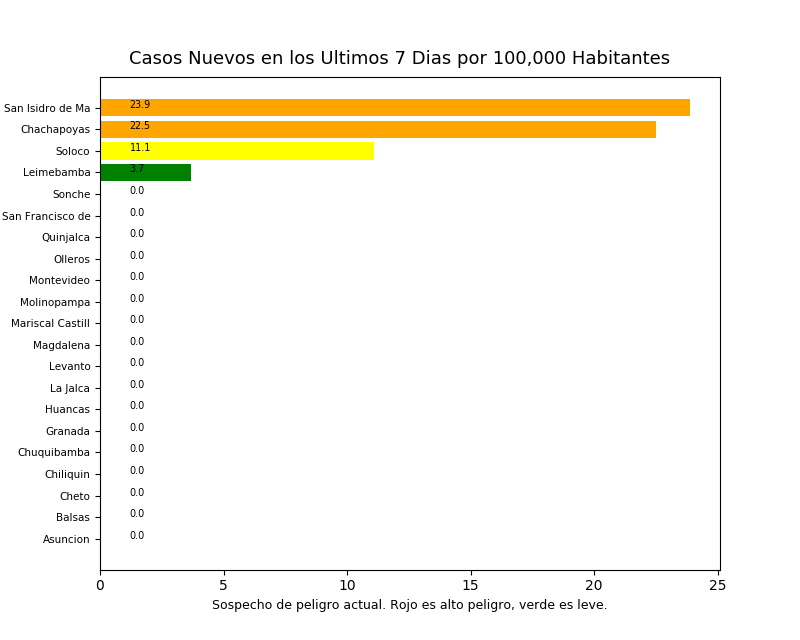 Casos Nuevos en los Ultimos 7 Dias por 100,000 Habitantes
San Isidro de Ma 23.9
Chachapoyas 22.5
Soloco 11.1
Leimebamba 3.7
Sonche 0.0
San Francisco de 0.0
Quinjalca 0.0
Olleros 0.0
Montevideo 0.0
Molinopampa 0.0
Mariscal Castill 0.0
Magdalena 0.0
Levanto 0.0
La Jalca 0.0
Huancas 0.0
Granada 0.0
Chuquibamba 0.0
Chiliquin 0.0
Cheto 0.0
Balsas 0.0
Asuncion 0.0
0 5 10 15 20 25
Sospecho de peligro actual. Rojo es alto peligro, verde es leve.